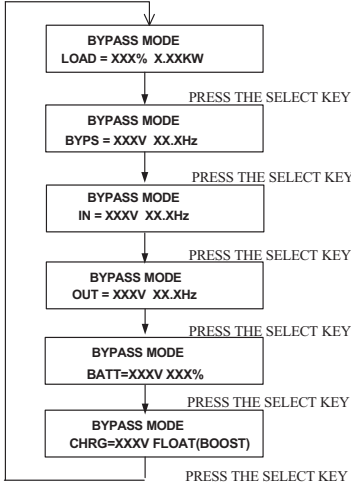 BYPASS MODE
LOAD = XXX% X.XXKW
PRESS THE SELECT KEY
BYPASS MODE
BYPS = XXXV XX.XHz
PRESS THE SELECT KEY
BYPASS MODE
IN = XXXV XX.XHz
PRESS THE SELECT KEY
BYPASS MODE
OUT = XXXV XX.XHz
PRESS THE SELECT KEY
BYPASS MODE
BATT=XXXV XXX%
PRESS THE SELECT KEY
BYPASS MODE
CHRG=XXXV FLOAT(BOOST)
PRESS THE SELECT KEY